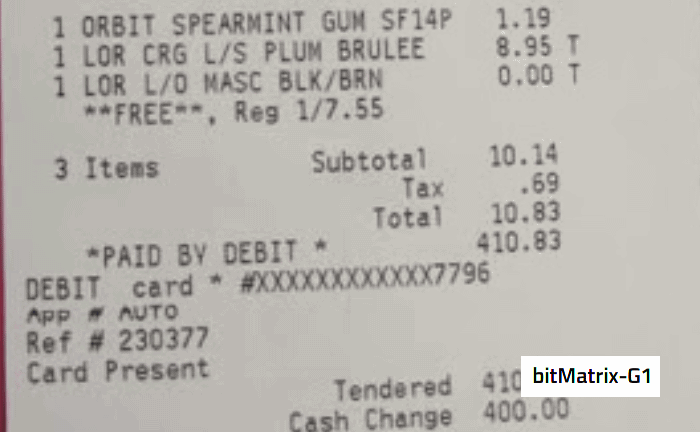 1 ORBIT SPEARMINT GUM SF14P 1.19
1 LOR CRG L/S PLUM BRULEE 8.95 T
1 LOR L/O MASC BLK/BRN 0.00 T
**FREE**, Reg 1/7.55
3 Items Subtotal 10.14
Tax .69
Total 10.83
*PAID BY DEBIT * 410.83
DEBIT card * #XXXXXXXXXXXX7796
App # AUTO
Ref # 230377
Card Present
Tendered 410
Cash Change 400.00
bitMatrix-G1